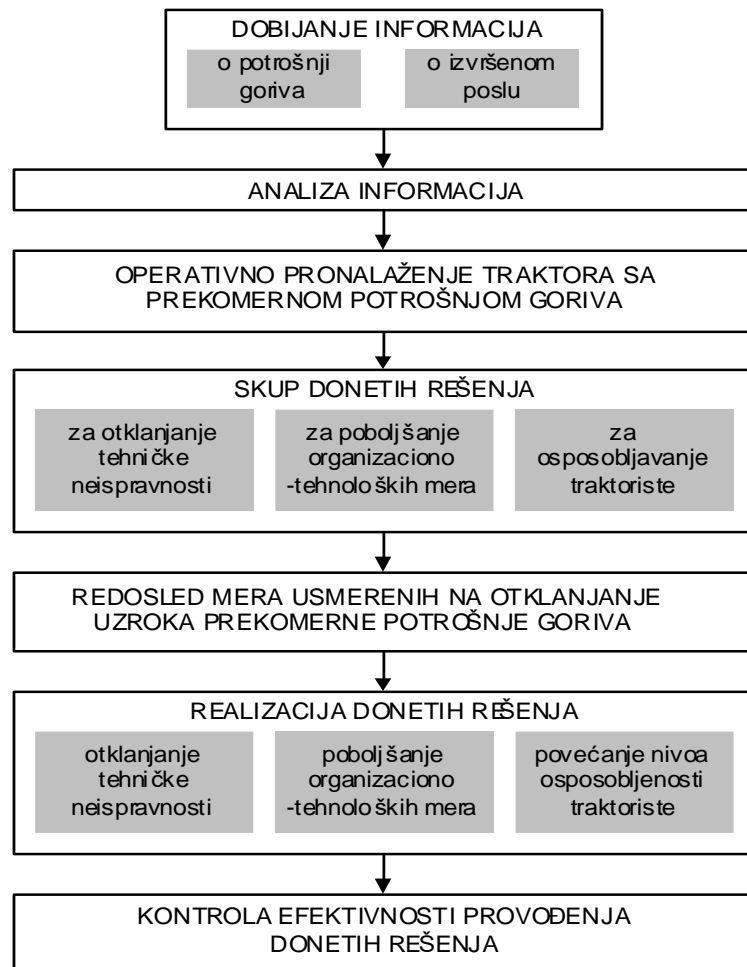 DOBIJANJE INFORMACIJA
o potrošnji
goriva
o izvršenom
poslu
ANALIZA INFORMACIJA
OPERATIVNO PRONALAŽENJE TRAKTORA SA
PREKOMERNOM POTROŠNJOM GORIVA
SKUP DONETIH REŠENJA
za otklanjanje
tehničke
neispravnosti
za poboljšanje
organizaciono
-tehnoloških mera
za
osposobljavanje
traktoriste
REDOSLED MERA USMERENIH NA OTKLANJANJE
UZROKA PREKOMERNE POTROŠNJE GORIVA
REALIZACIJA DONETIH REŠENJA
otklanjanje
tehničke
neispravnosti
poboljšanje
organizaciono
-tehnoloških mera
povećanje nivoa
osposobljenosti
traktoriste
KONTROLA EFEKTIVNOSTI PROVOĐENJA
DONETIH REŠENJA